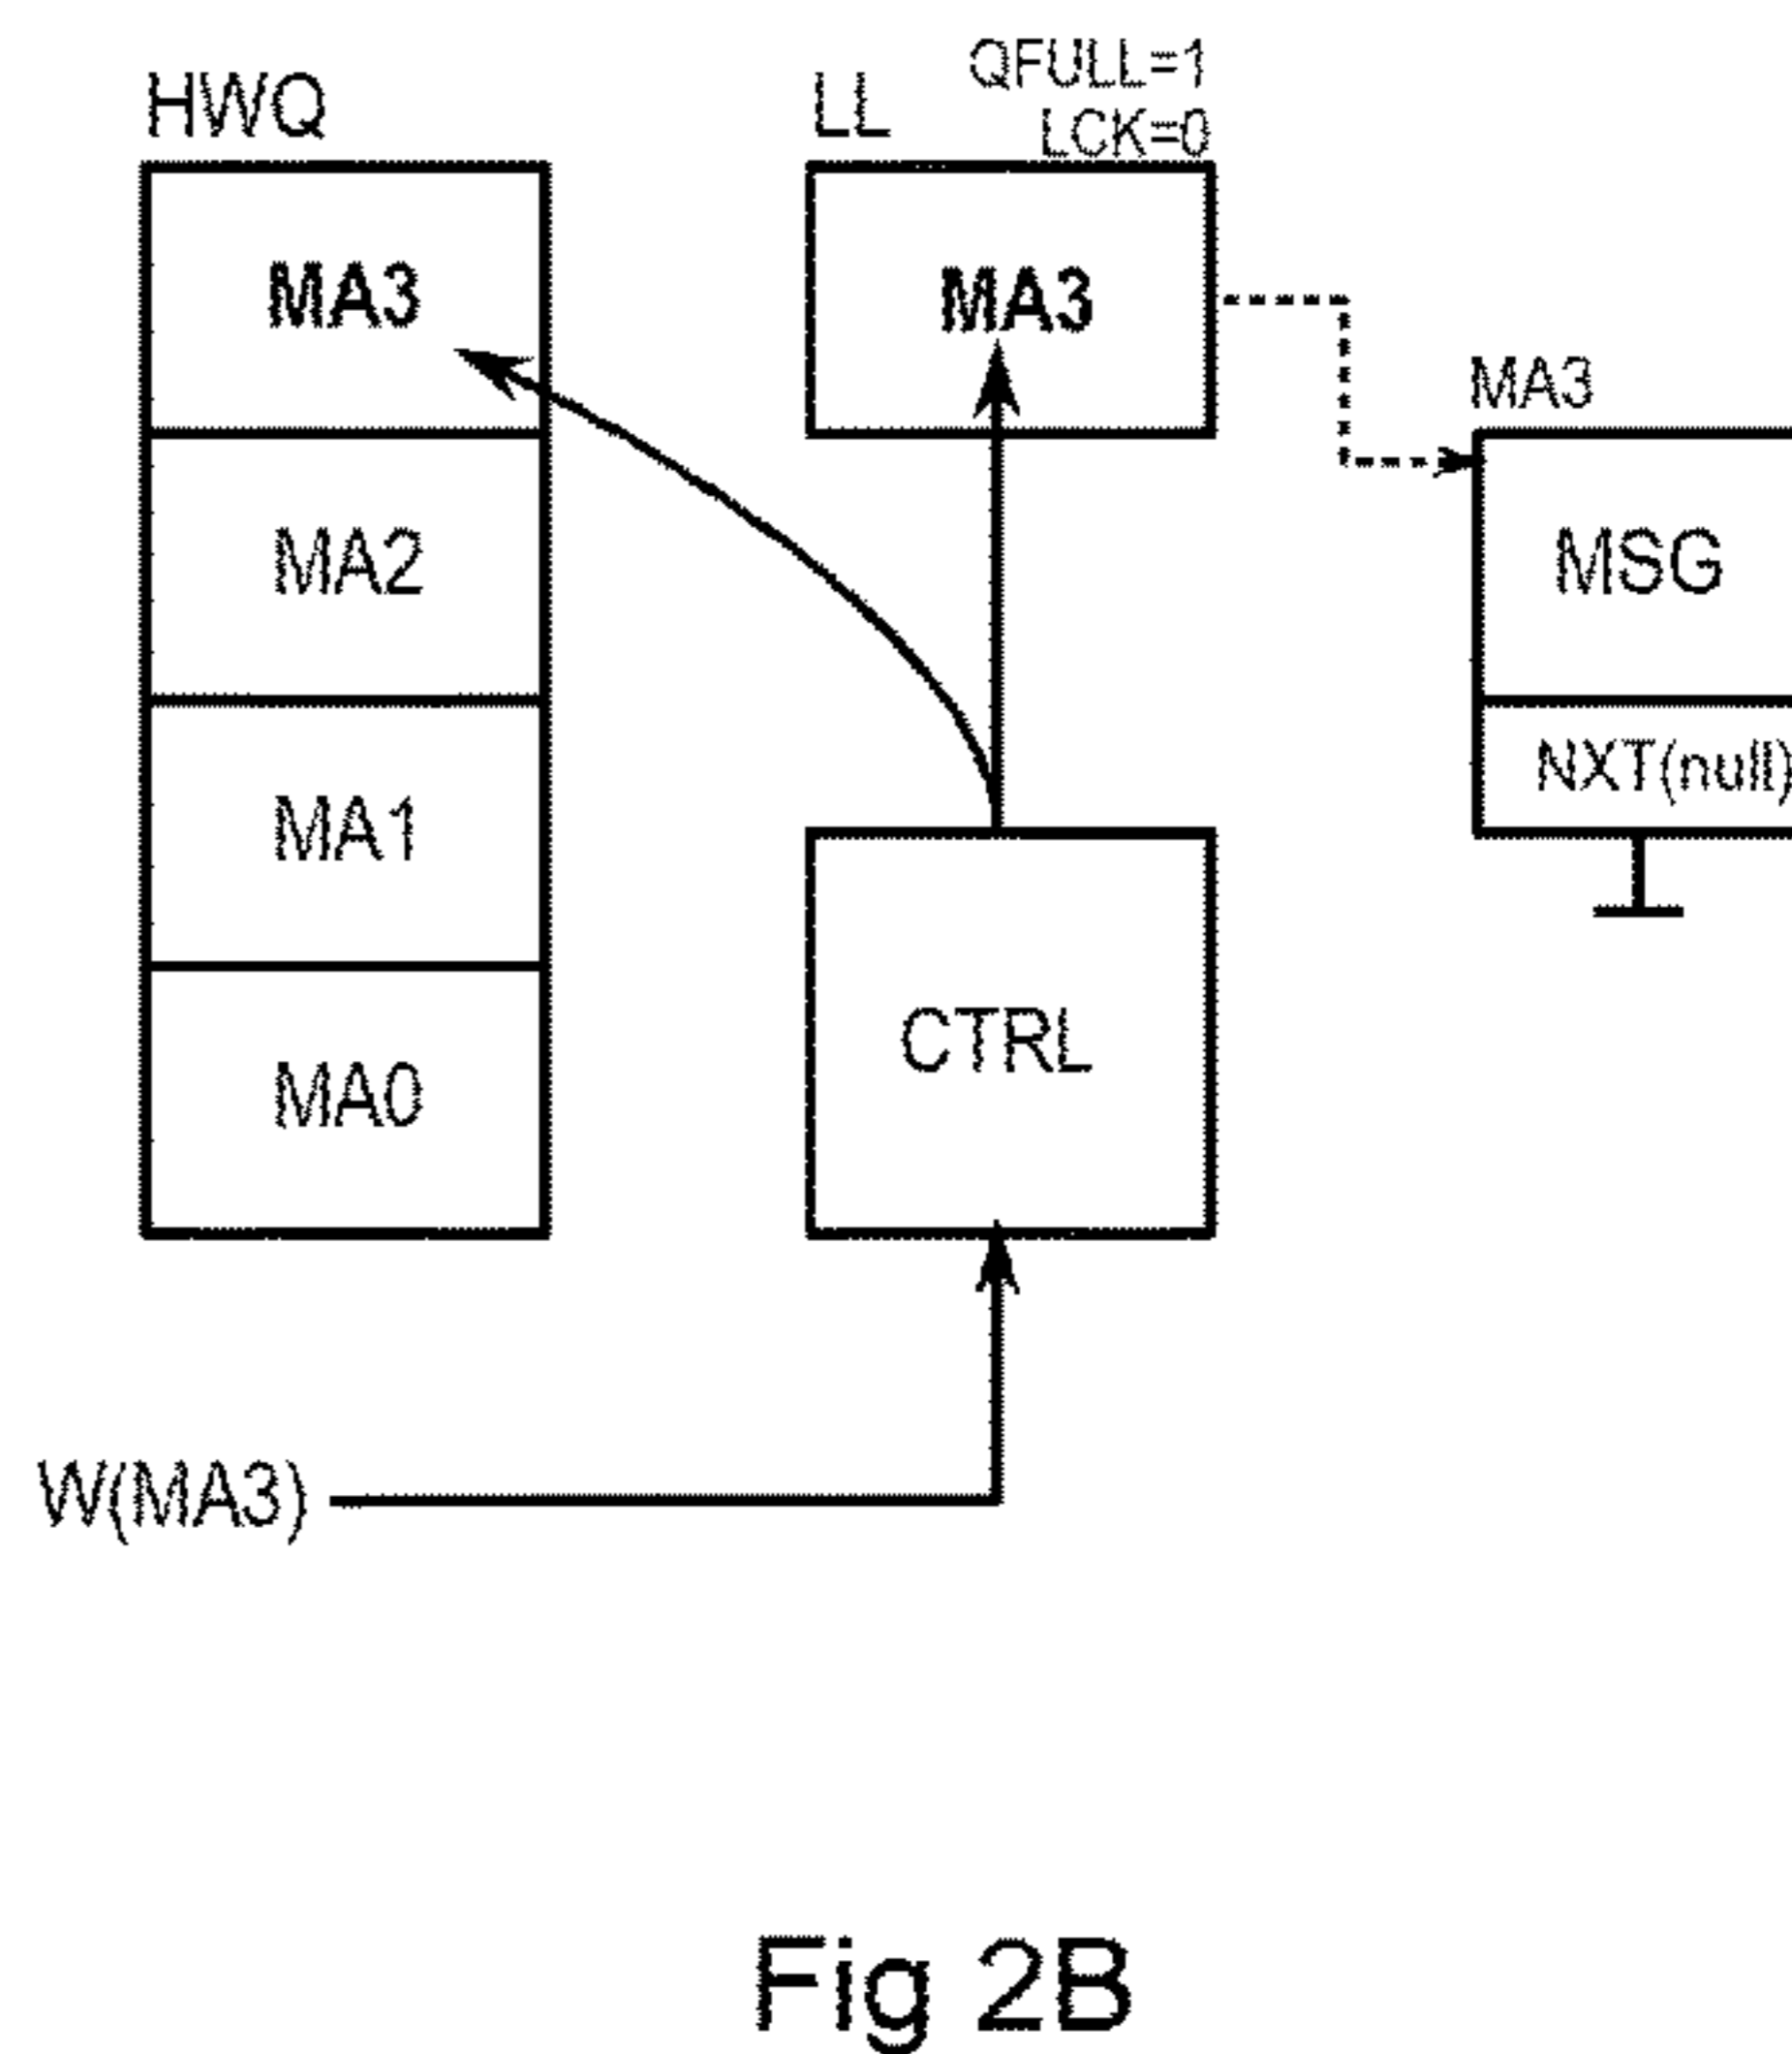 HWQ
LL
QFULL=1
LCK=0
MA3
MA3
MA3
MA2
MSG
MA1
NXT(null)
MA0
CTRL
W(MA3)
Fig 2B